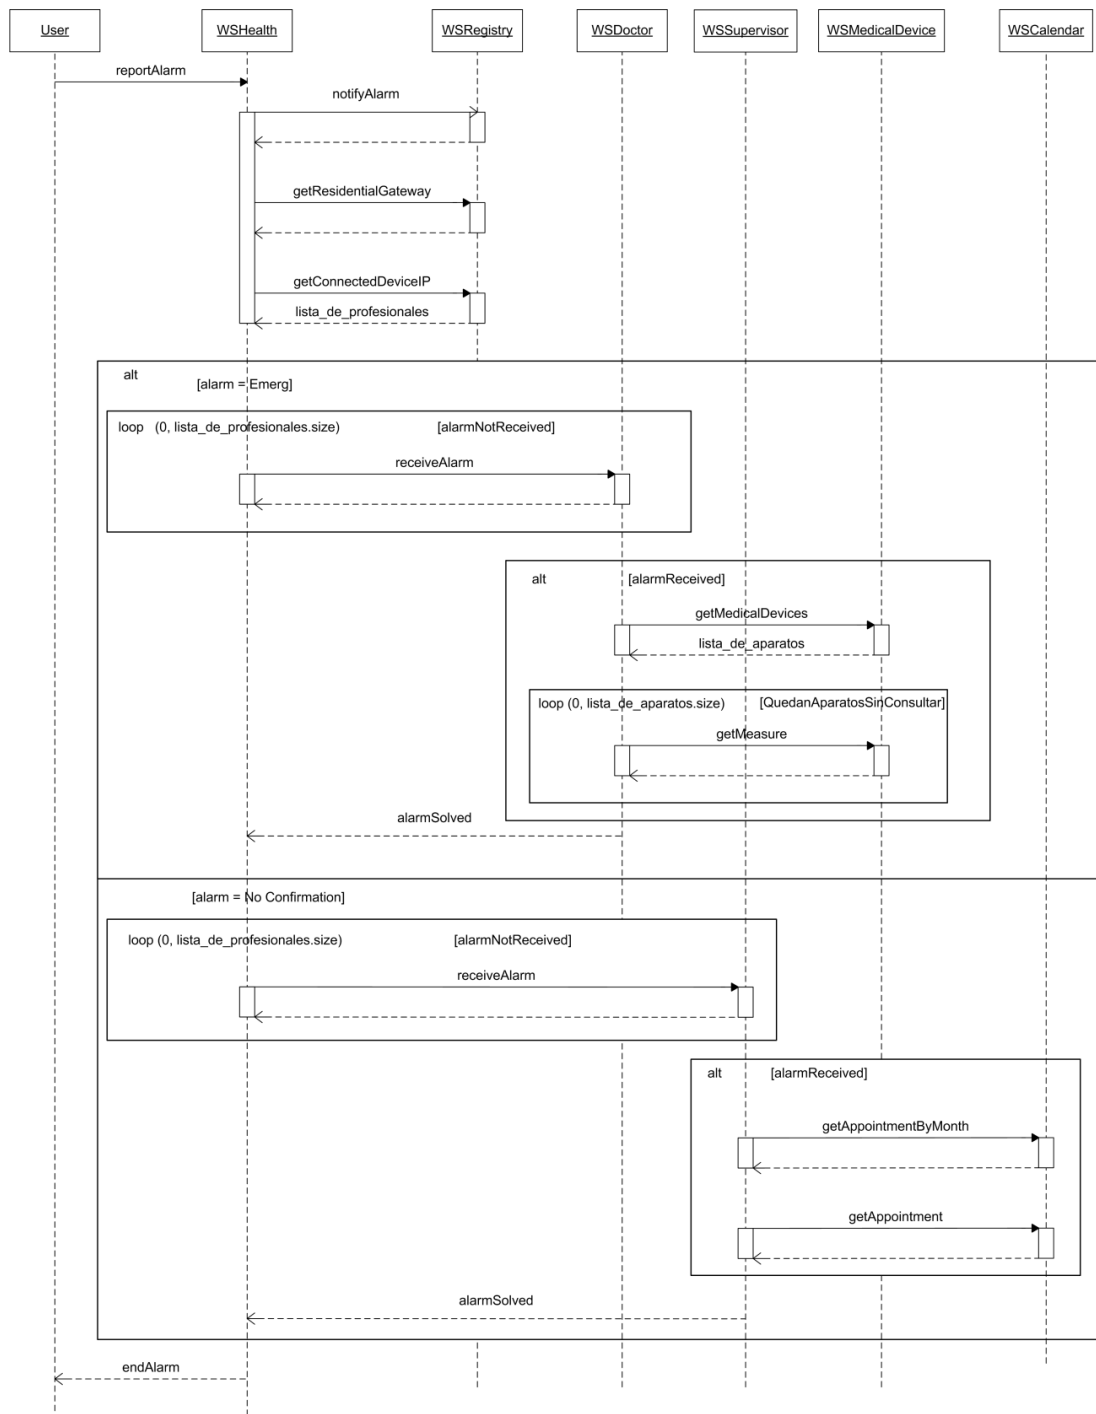 User
WSHealth
WSRegistry
WSDoctor
WSSupervisor
WSMedicalDevice
WSCalendar
reportAlarm
notifyAlarm
getResidentialGateway
getConnectedDeviceIP
lista_de_profesionales
alt
[alarm = Emerg]
loop (0, lista_de_profesionales.size) [alarmNotReceived]
receiveAlarm
alt [alarmReceived]
getMedicalDevices
lista_de_aparatos
loop (0, lista_de_aparatos.size) [QuedanAparatosSinConsultar]
getMeasure
alarmSolved
[alarm = No Confirmation]
loop (0, lista_de_profesionales.size) [alarmNotReceived]
receiveAlarm
alt [alarmReceived]
getAppointmentByMonth
getAppointment
alarmSolved
endAlarm